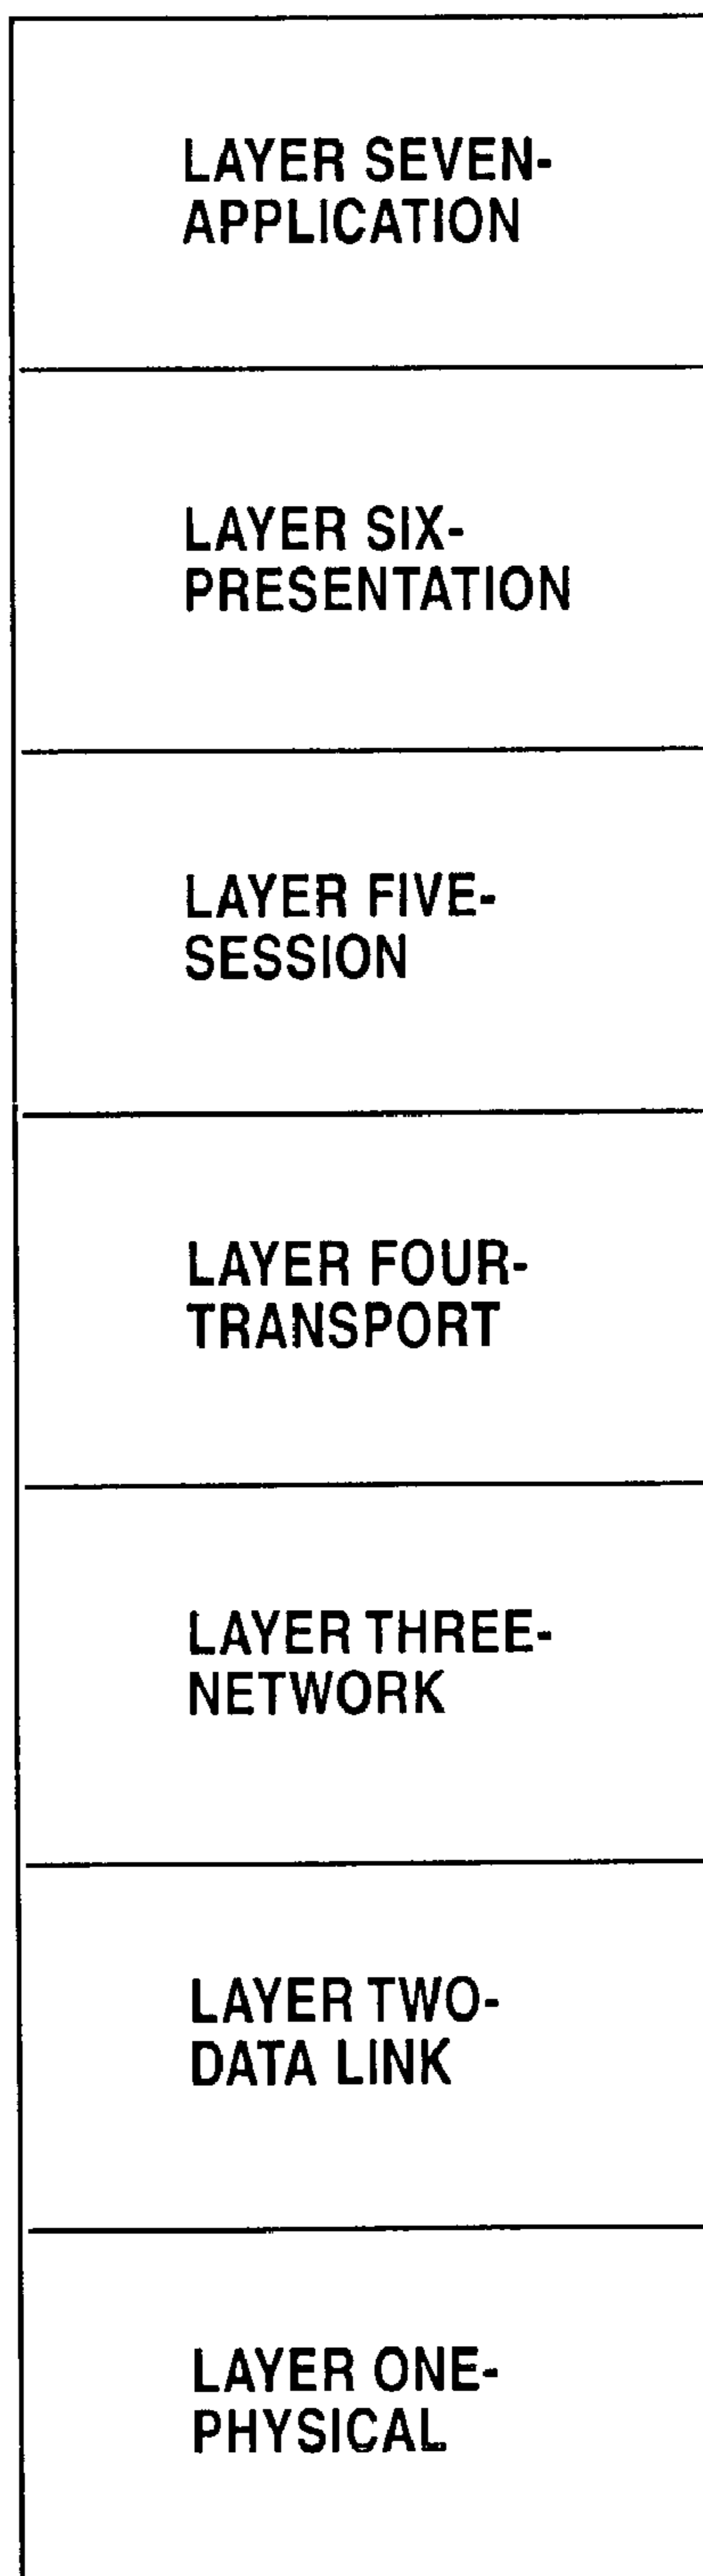 LAYER SEVEN-
APPLICATION
LAYER SIX-
PRESENTATION
LAYER FIVE-
SESSION
LAYER FOUR-
TRANSPORT
LAYER THREE-
NETWORK
LAYER TWO-
DATA LINK
LAYER ONE-
PHYSICAL